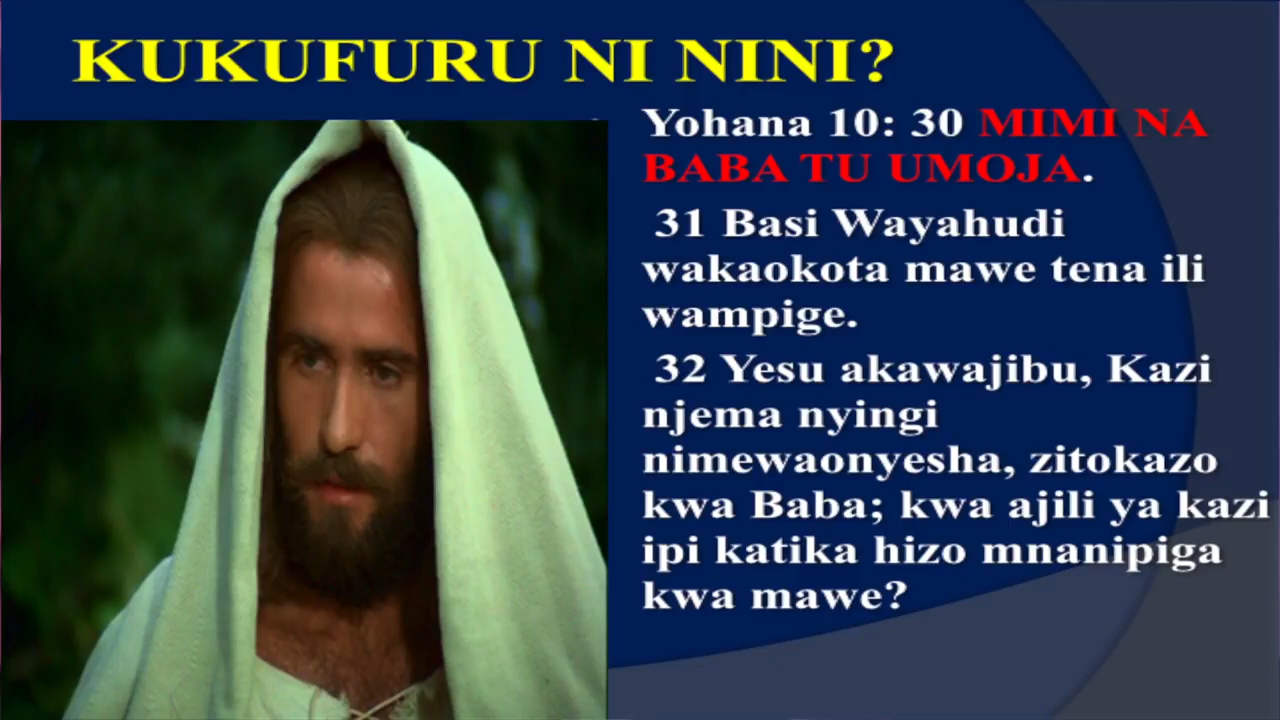 KUKUFURU NI NINI?
Yohana 10: 30 MIMI NA
BABA TU UMOJA.
31 Basi Wayahudi
wakaokota mawe tena ili
wampige.
32 Yesu akawajibu, Kazi
njema nyingi
nimewaonyesha, zitokazo
kwa Baba; kwa ajili ya kazi
ipi katika hizo mnanipiga
kwa mawe?